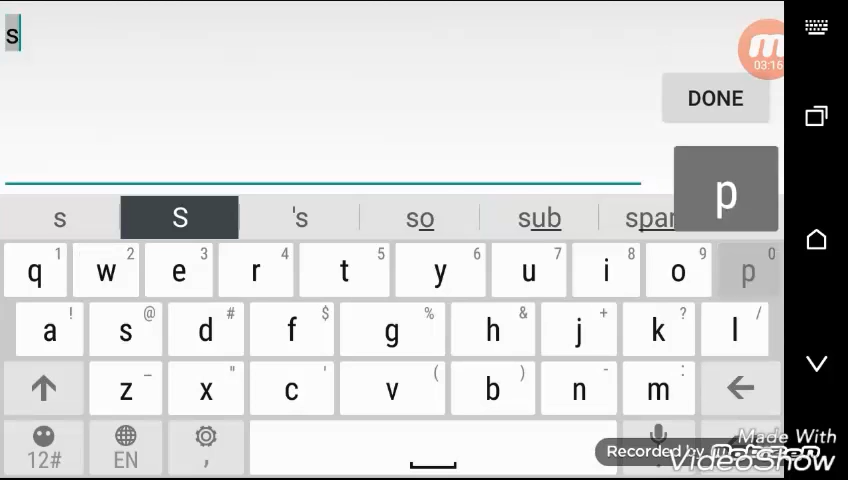 s
03:16
DONE
p
s S 's so sub
q 1 w 2 e 3 r 4 t 5 y 6 u 7 i 8 o 9 p 0
a ! s @ d # f $ g % h & j + k ? l /
z _ x " c ' v ( b ) n - m :
12# EN ,
Recorded by
Made With
VideoShow